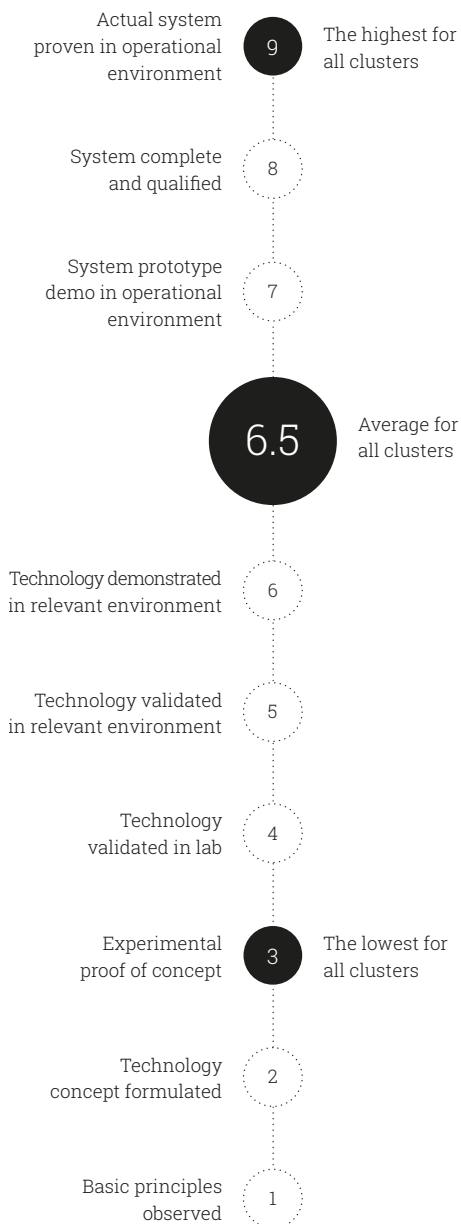 Actual system
proven in operational
environment
9
The highest for
all clusters
System complete
and qualified
8
System prototype
demo in operational
environment
7
6.5
Average for
all clusters
Technology demonstrated
in relevant environment
6
Technology validated
in relevant environment
5
Technology
validated in lab
4
Experimental
proof of concept
3
The lowest for
all clusters
Technology
concept formulated
2
Basic principles
observed
1